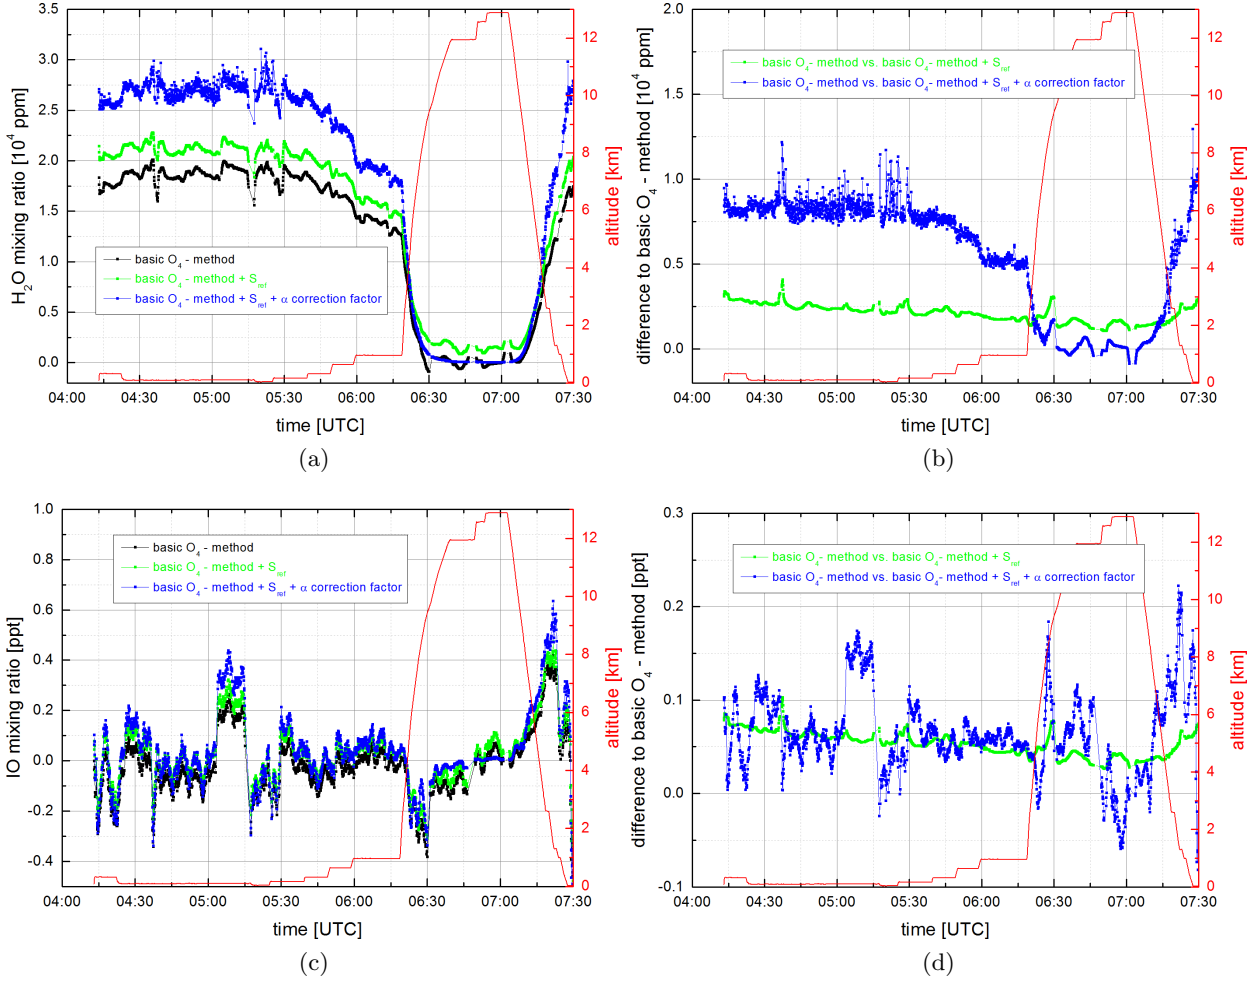 3.5
3.0
2.5
2.0
1.5
1.0
0.5
0.0
H2O mixing ratio [10^4 ppm]
basic O4 - method
basic O4 - method + Sref
basic O4 - method + Sref + α correction factor
12
10
8
6
4
2
0
altitude [km]
04:00 04:30 05:00 05:30 06:00 06:30 07:00 07:30
time [UTC]
(a)
2.0
1.5
1.0
0.5
0.0
difference to basic O4 - method [10^4 ppm]
basic O4- method vs. basic O4- method + Sref
basic O4- method vs. basic O4- method + Sref + α correction factor
12
10
8
6
4
2
0
altitude [km]
04:00 04:30 05:00 05:30 06:00 06:30 07:00 07:30
time [UTC]
(b)
1.0
0.8
0.6
0.4
0.2
0.0
-0.2
-0.4
IO mixing ratio [ppt]
basic O4 - method
basic O4 - method + Sref
basic O4 - method + Sref + α correction factor
12
10
8
6
4
2
0
altitude [km]
04:00 04:30 05:00 05:30 06:00 06:30 07:00 07:30
time [UTC]
(c)
0.3
0.2
0.1
0.0
-0.1
difference to basic O4 - method [ppt]
basic O4- method vs. basic O4- method + Sref
basic O4- method vs. basic O4- method + Sref + α correction factor
12
10
8
6
4
2
0
altitude [km]
04:00 04:30 05:00 05:30 06:00 06:30 07:00 07:30
time [UTC]
(d)